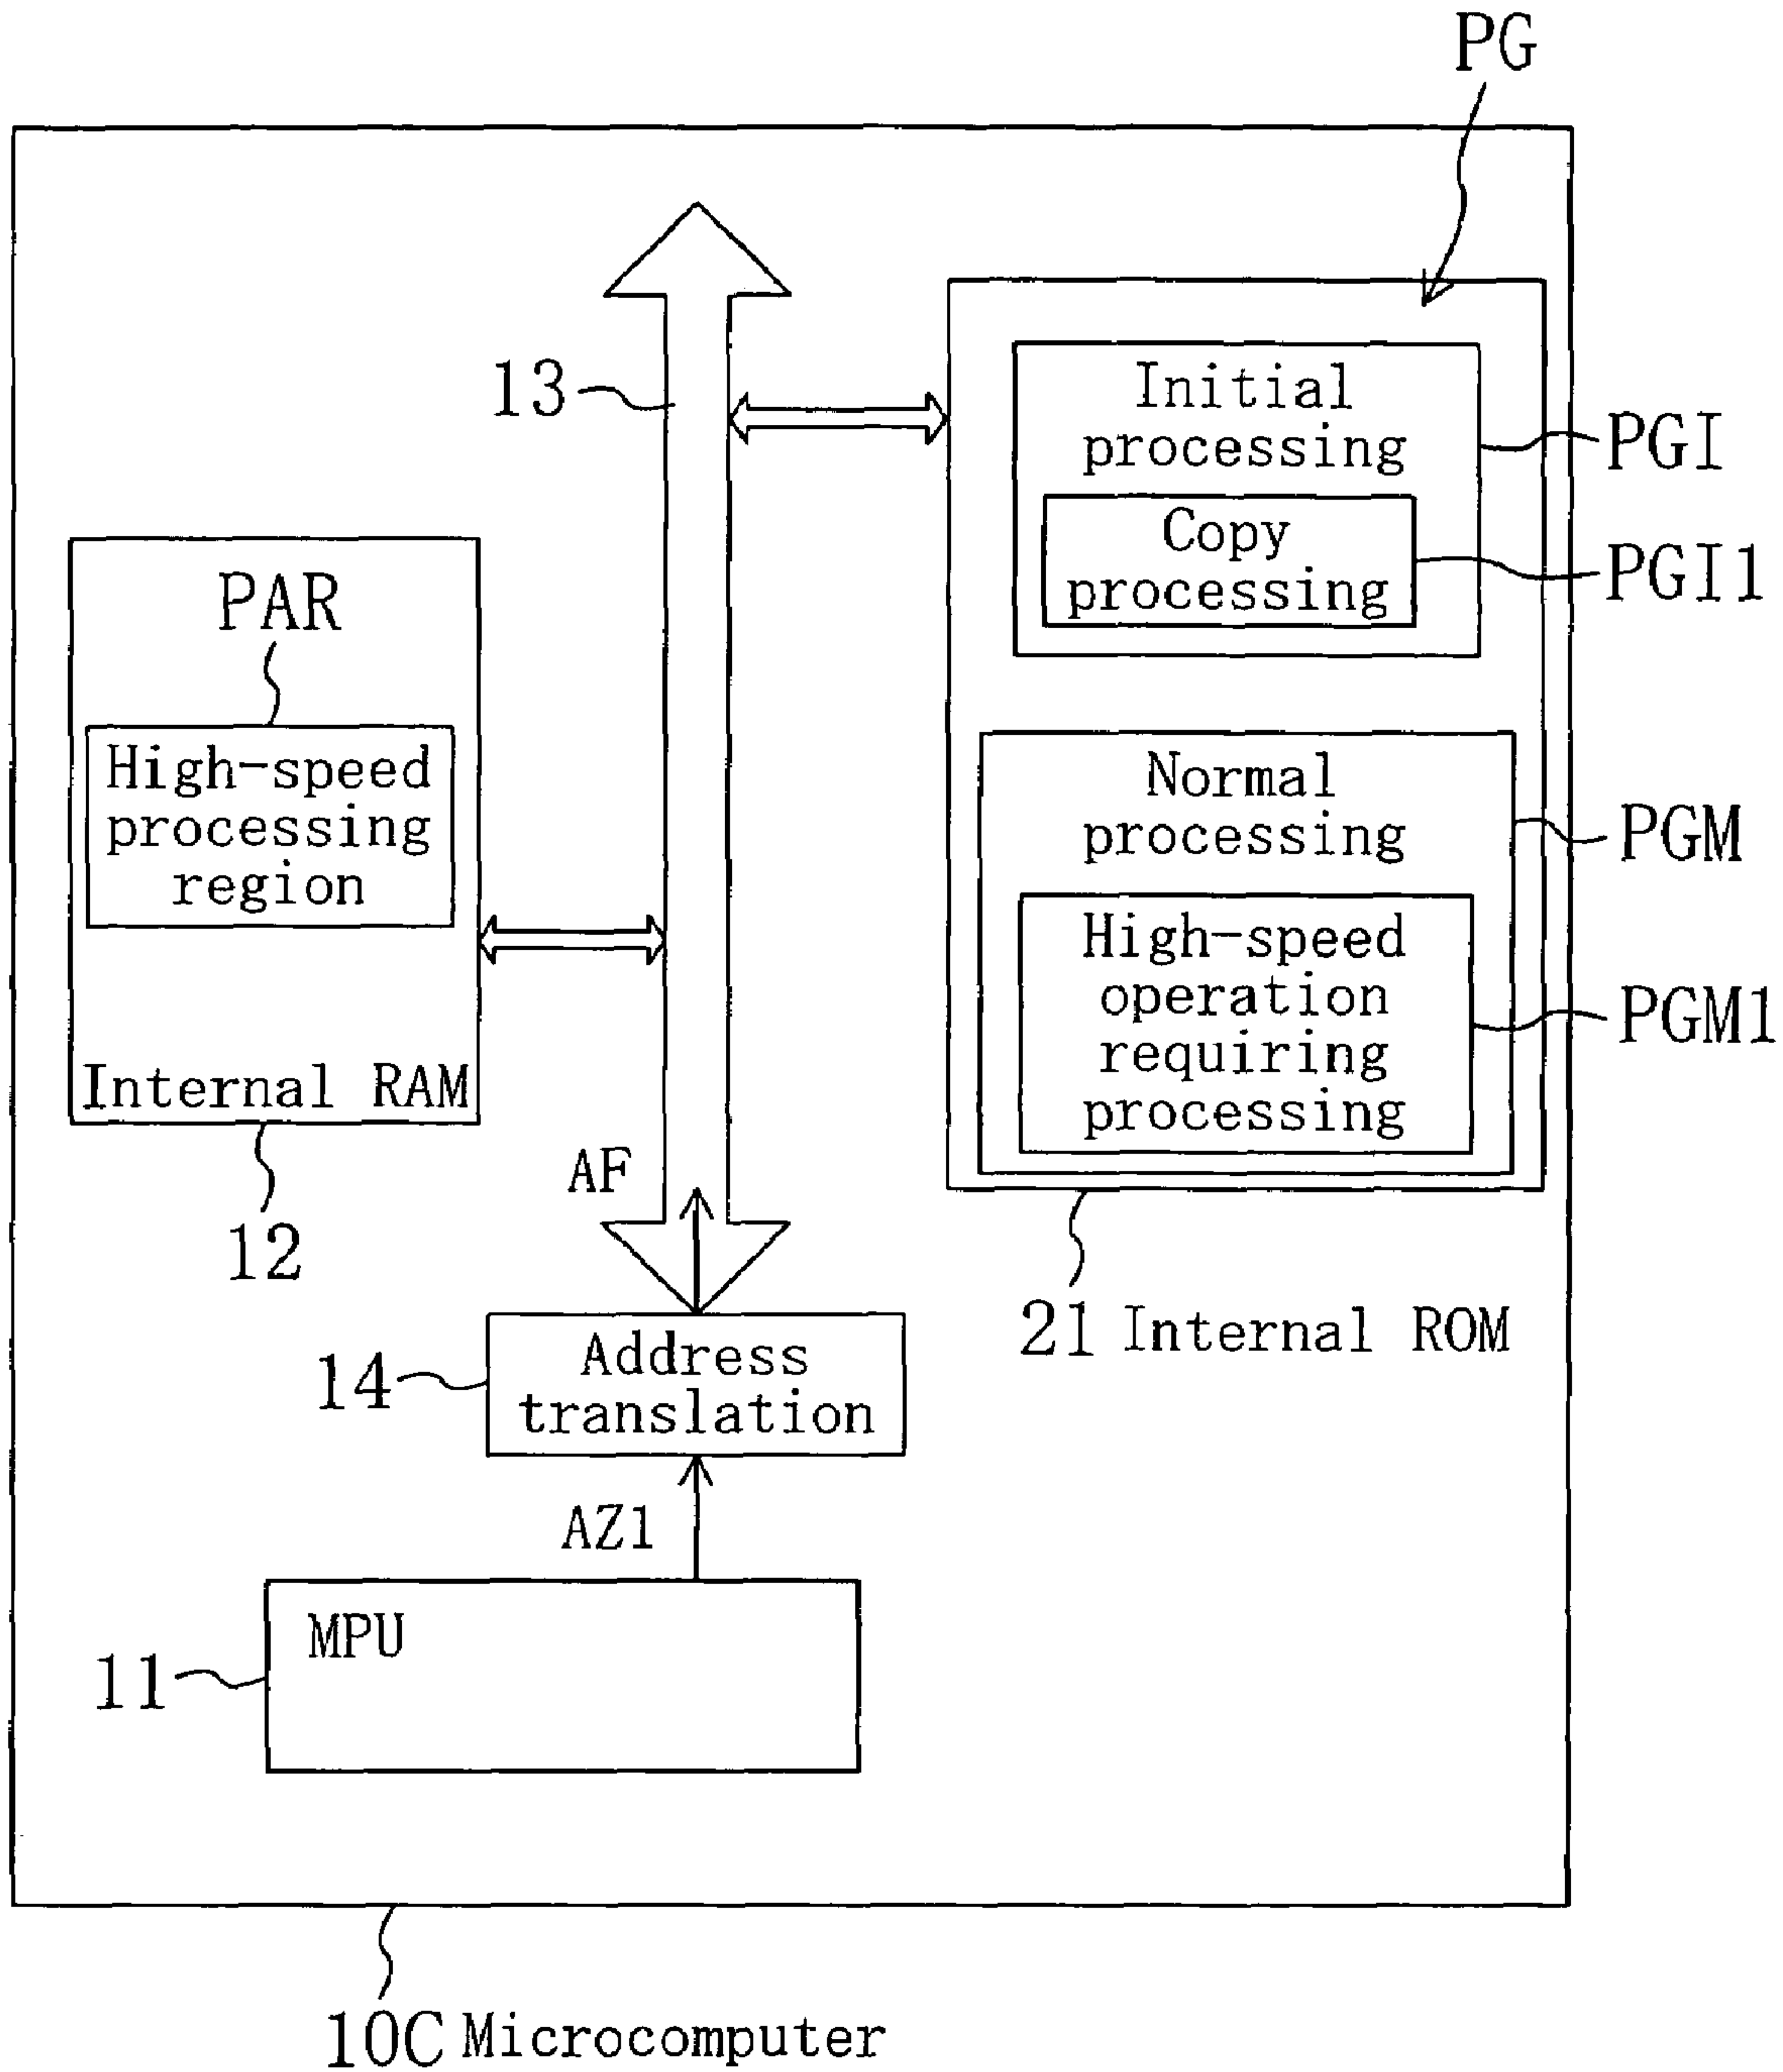 PG
13
Initial
processing
PGI
Copy
processing
PGI1
PAR
High-speed
processing
region
Internal RAM
12
Normal
processing
PGM
High-speed
operation
requiring
processing
PGM1
AF
21 Internal ROM
14
Address
translation
AZ1
MPU
11
10C Microcomputer